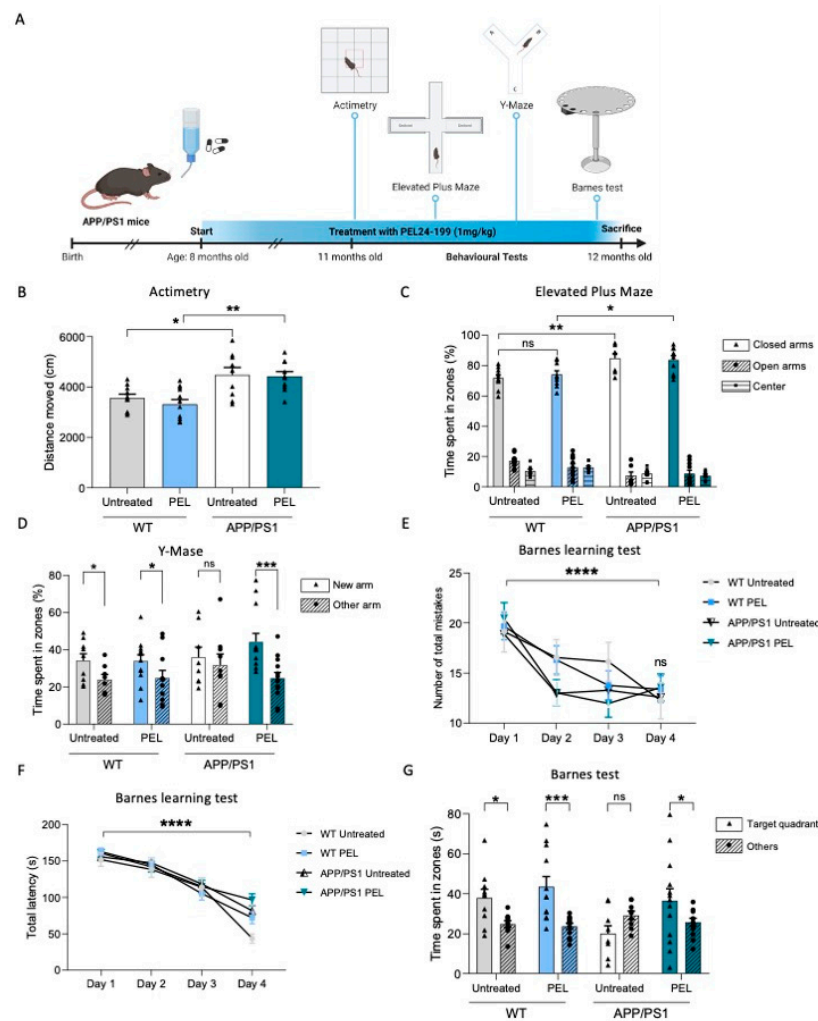 A
Actimetry
Y-Maze
Elevated Plus Maze
Barnes test
APP/PS1 mice
Start
Treatment with PEL24-199 (1mg/kg)
Sacrifice
Birth
Age: 8 months old
11 months old
Behavioural Tests
12 months old
B
Actimetry
Distance moved (cm)
6000
4000
2000
0
*
**
Untreated
PEL
Untreated
PEL
WT
APP/PS1
C
Elevated Plus Maze
Time spent in zones (%)
100
80
60
40
20
0
ns
**
*
Closed arms
Open arms
Center
Untreated
PEL
Untreated
PEL
WT
APP/PS1
D
Y-Mase
Time spent in zones (%)
80
60
40
20
0
*
*
ns
***
New arm
Other arm
Untreated
PEL
Untreated
PEL
WT
APP/PS1
E
Barnes learning test
Number of total mistakes
25
20
15
10
****
ns
WT Untreated
WT PEL
APP/PS1 Untreated
APP/PS1 PEL
Day 1
Day 2
Day 3
Day 4
F
Barnes learning test
Total latency (s)
200
150
100
50
0
****
WT Untreated
WT PEL
APP/PS1 Untreated
APP/PS1 PEL
Day 1
Day 2
Day 3
Day 4
G
Barnes test
Time spent in zones (s)
80
60
40
20
0
*
***
ns
*
Target quadrant
Others
Untreated
PEL
Untreated
PEL
WT
APP/PS1